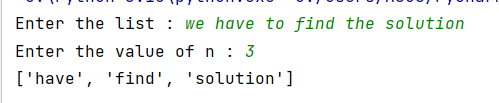 Enter the list : we have to find the solution
Enter the value of n : 3
['have', 'find', 'solution']